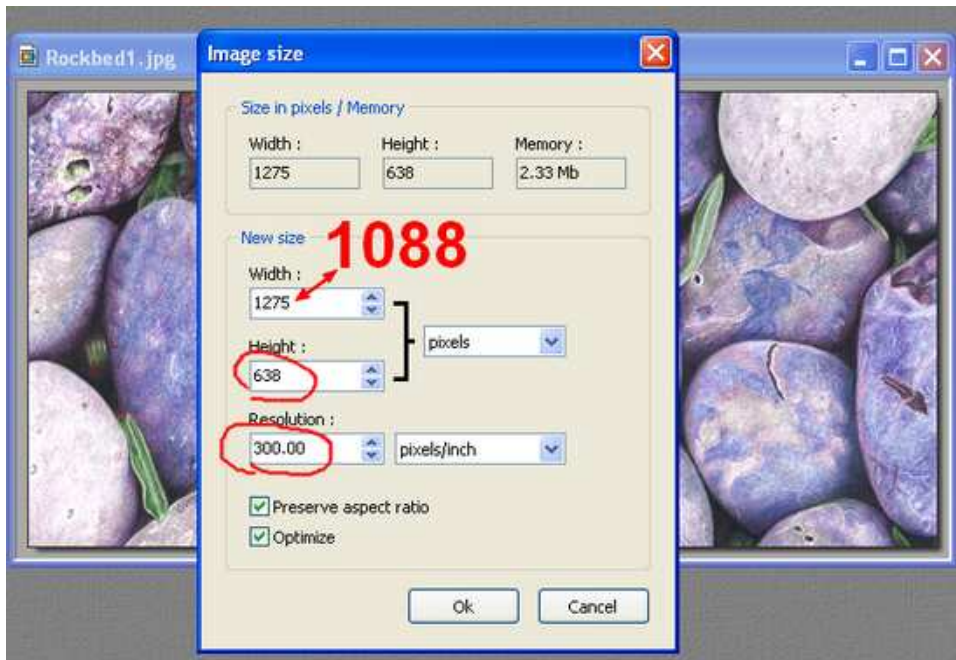 Rockbed1.jpg
Image size
Size in pixels / Memory
Width : Height : Memory :
1275 638 2.33 Mb
New size 1088
Width :
1275
pixels
Height :
638
Resolution :
300.00 pixels/inch
Preserve aspect ratio
Optimize
Ok Cancel